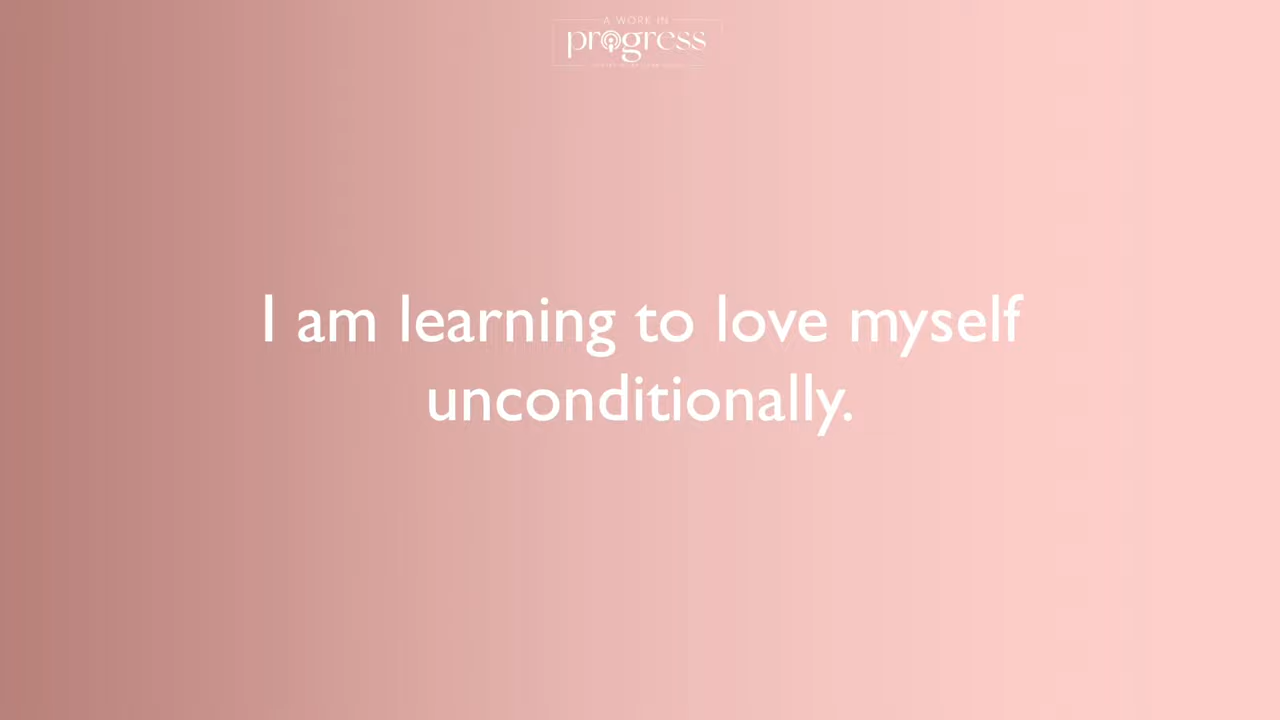 A WORK IN
progress
I am learning to love myself
unconditionally.